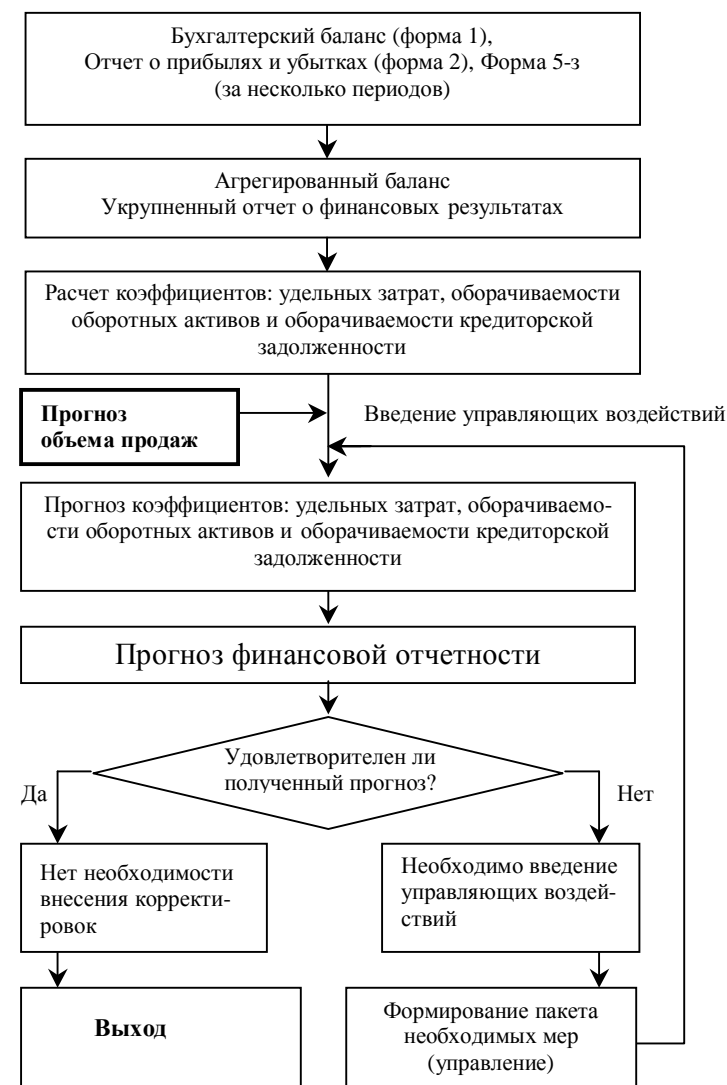 Бухгалтерский баланс (форма 1),
Отчет о прибылях и убытках (форма 2), Форма 5-з
(за несколько периодов)
Агрегированный баланс
Укрупненный отчет о финансовых результатах
Расчет коэффициентов: удельных затрат, оборачиваемости
оборотных активов и оборачиваемости кредиторской
задолженности
Прогноз
объема продаж
Введение управляющих воздействий
Прогноз коэффициентов: удельных затрат, оборачиваемо-
сти оборотных активов и оборачиваемости кредиторской
задолженности
Прогноз финансовой отчетности
Удовлетворителен ли
полученный прогноз?
Да
Нет
Нет необходимости
внесения корректи-
ровок
Необходимо введение
управляющих воздей-
ствий
Выход
Формирование пакета
необходимых мер
(управление)